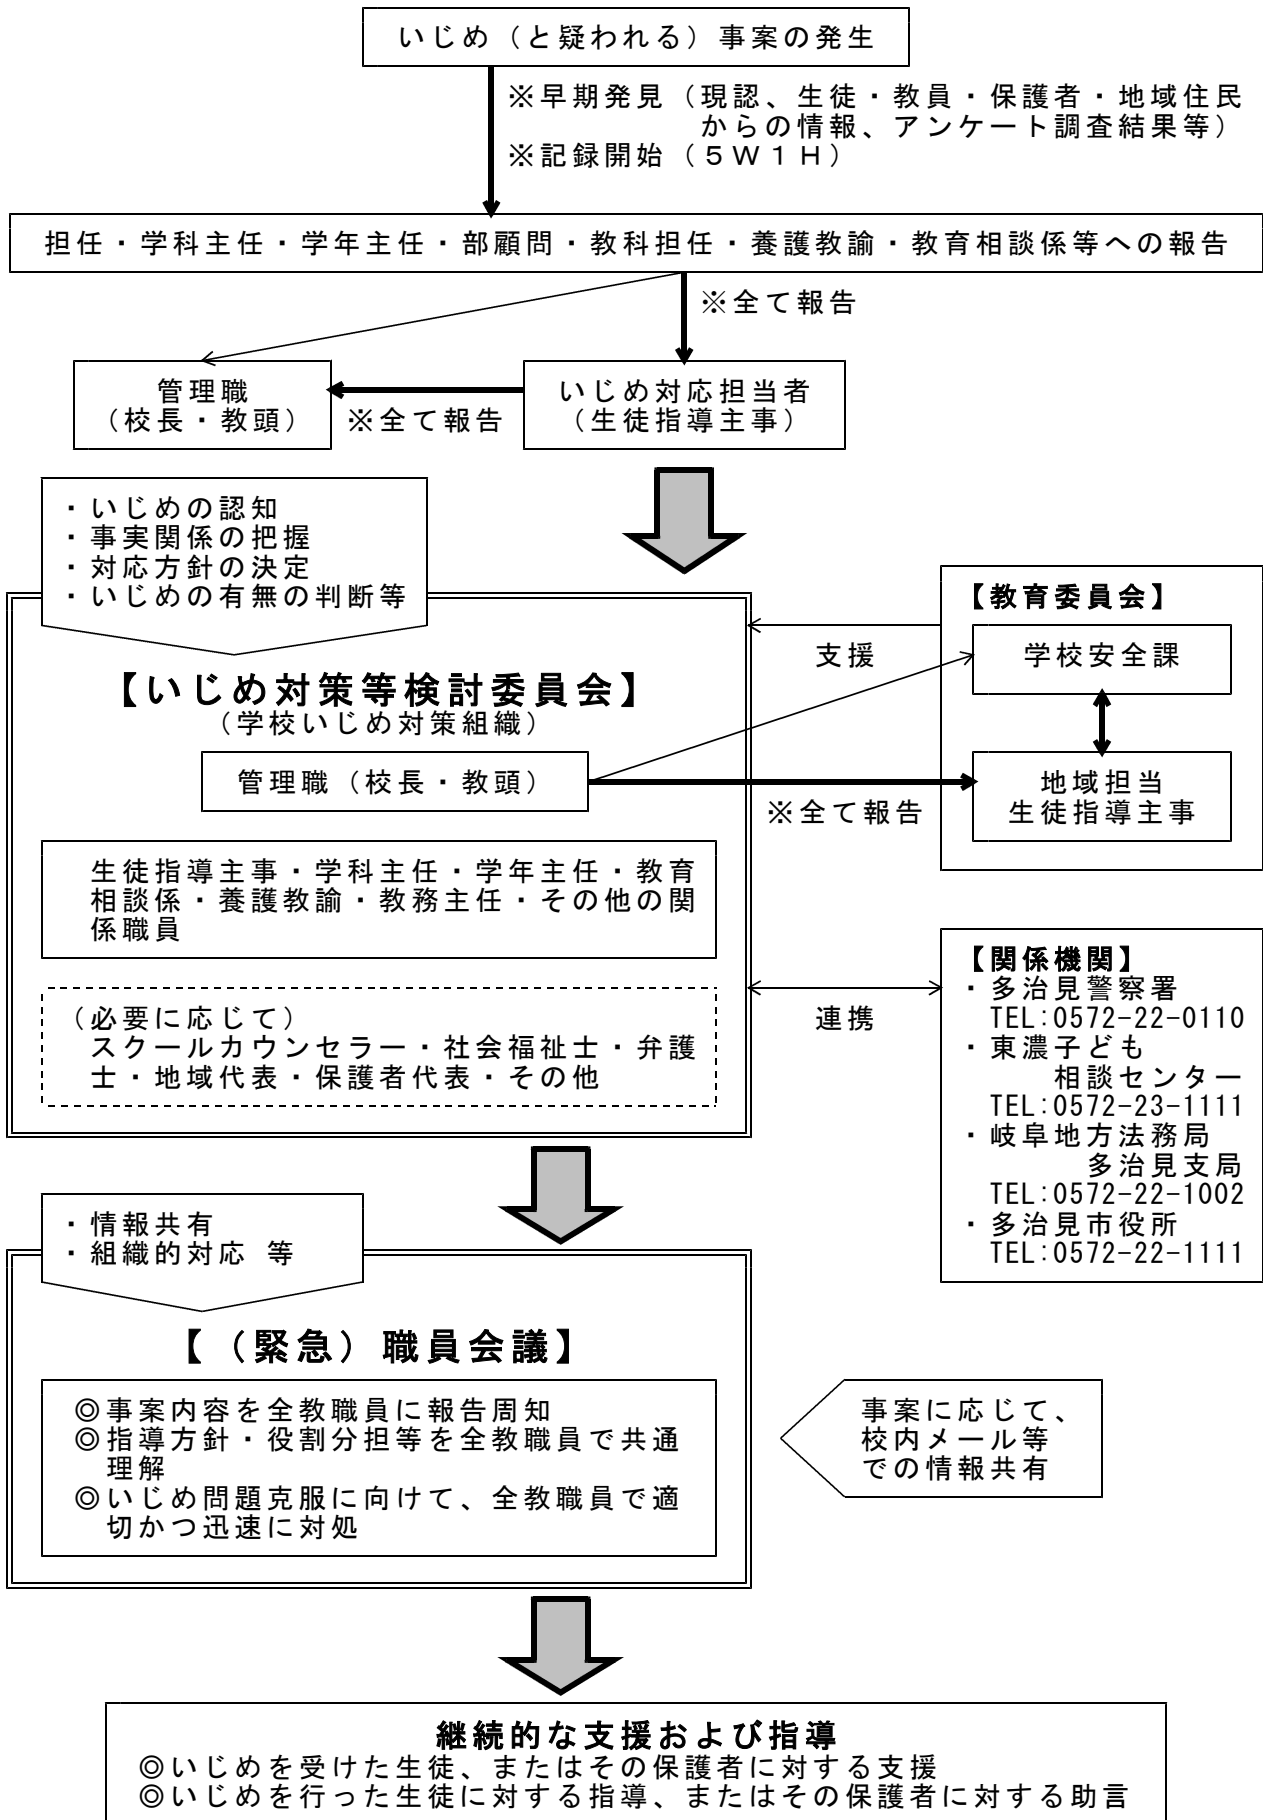 いじめ（と疑われる）事案の発生
※早期発見（現認、生徒・教員・保護者・地域住民
からの情報、アンケート調査結果等）
※記録開始（５Ｗ１Ｈ）
担任・学科主任・学年主任・部顧問・教科担任・養護教諭・教育相談係等への報告
※全て報告
管理職
（校長・教頭）
※全て報告
いじめ対応担当者
（生徒指導主事）
・いじめの認知
・事実関係の把握
・対応方針の決定
・いじめの有無の判断等
【いじめ対策等検討委員会】
（学校いじめ対策組織）
管理職（校長・教頭）
生徒指導主事・学科主任・学年主任・教育
相談係・養護教諭・教務主任・その他の関
係職員
（必要に応じて）
スクールカウンセラー・社会福祉士・弁護
士・地域代表・保護者代表・その他
支援
※全て報告
【教育委員会】
学校安全課
地域担当
生徒指導主事
連携
【関係機関】
・多治見警察署
TEL:0572-22-0110
・東濃子ども
相談センター
TEL:0572-23-1111
・岐阜地方法務局
多治見支局
TEL:0572-22-1002
・多治見市役所
TEL:0572-22-1111
・情報共有
・組織的対応 等
【（緊急）職員会議】
◎事案内容を全教職員に報告周知
◎指導方針・役割分担等を全教職員で共通
理解
◎いじめ問題克服に向けて、全教職員で適
切かつ迅速に対処
事案に応じて、
校内メール等
での情報共有
継続的な支援および指導
◎いじめを受けた生徒、またはその保護者に対する支援
◎いじめを行った生徒に対する指導、またはその保護者に対する助言